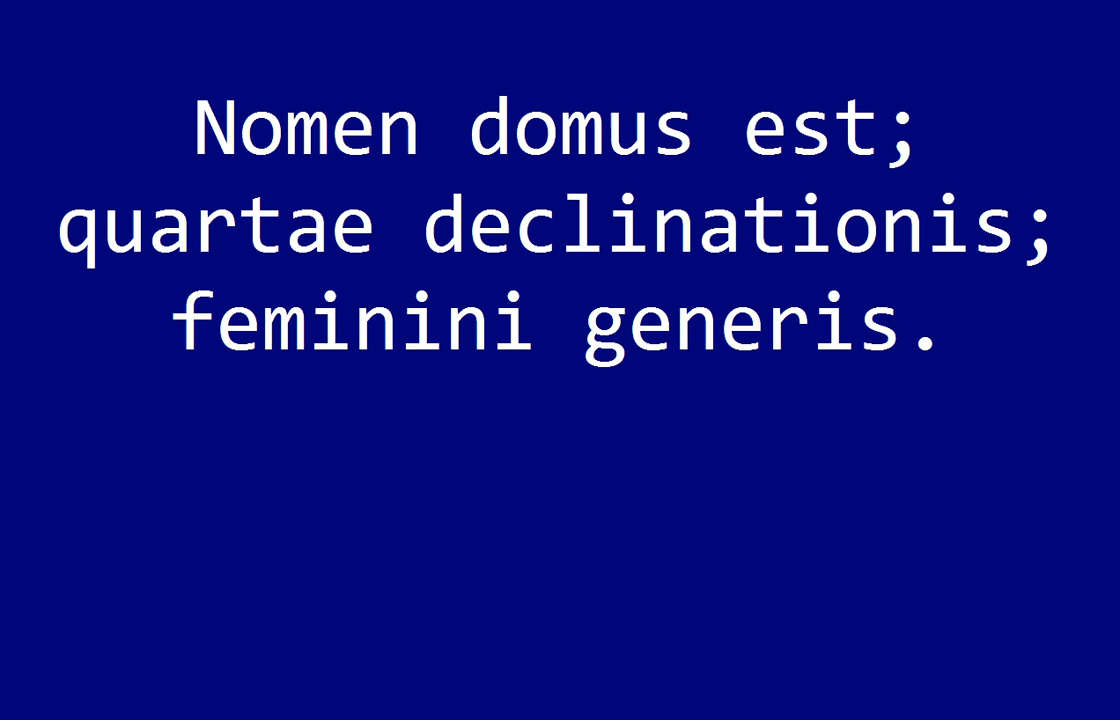 Nomen domus est;
quartae declinationis;
feminini generis.